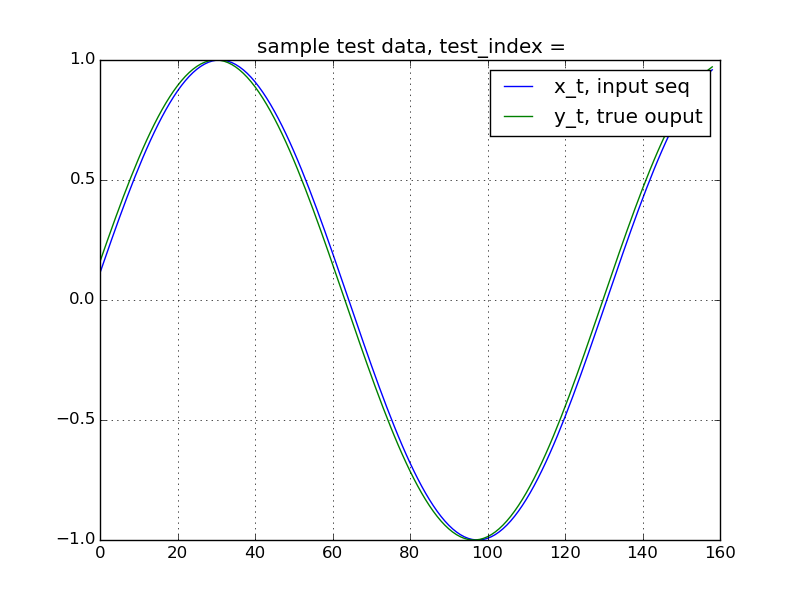 sample test data, test_index =
1.0
0.5
0.0
−0.5
−1.0
x_t, input seq
y_t, true ouput
0 20 40 60 80 100 120 140 160